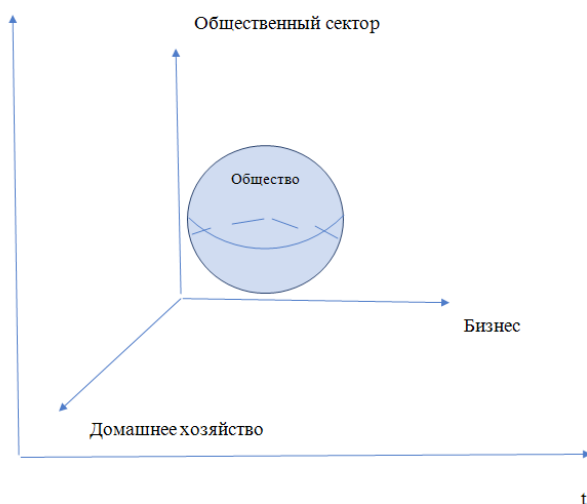 Общественный сектор
Общество
Бизнес
Домашнее хозяйство
t